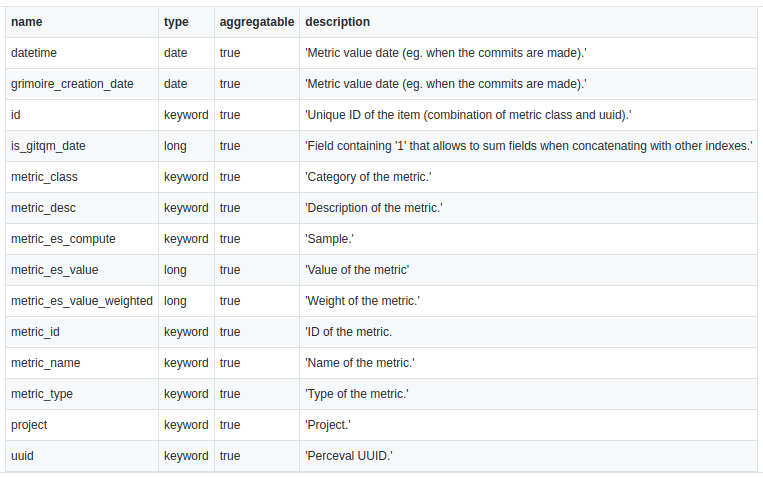 name type aggregatable description
datetime date true 'Metric value date (eg. when the commits are made).'
grimoire_creation_date date true 'Metric value date (eg. when the commits are made).'
id keyword true 'Unique ID of the item (combination of metric class and uuid).'
is_gitqm_date long true 'Field containing '1' that allows to sum fields when concatenating with other indexes.'
metric_class keyword true 'Category of the metric.'
metric_desc keyword true 'Description of the metric.'
metric_es_compute keyword true 'Sample.'
metric_es_value long true 'Value of the metric'
metric_es_value_weighted long true 'Weight of the metric.'
metric_id keyword true 'ID of the metric.
metric_name keyword true 'Name of the metric.'
metric_type keyword true 'Type of the metric.'
project keyword true 'Project.'
uuid keyword true 'Perceval UUID.'